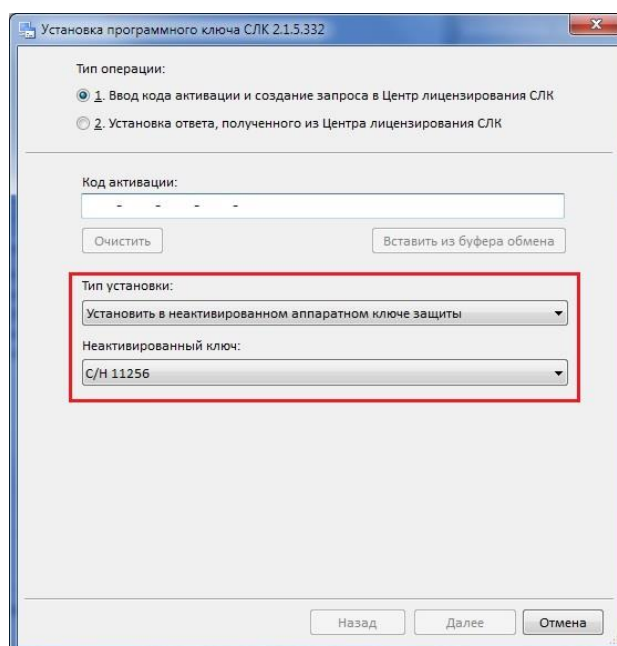 Установка программного ключа СЛК 2.1.5.332
Тип операции:
1. Ввод кода активации и создание запроса в Центр лицензирования СЛК
2. Установка ответа, полученного из Центра лицензирования СЛК
Код активации:
- - - -
Очистить Вставить из буфера обмена
Тип установки:
Установить в неактивированном аппаратном ключе защиты
Неактивированный ключ:
С/Н 11256
Назад Далее Отмена